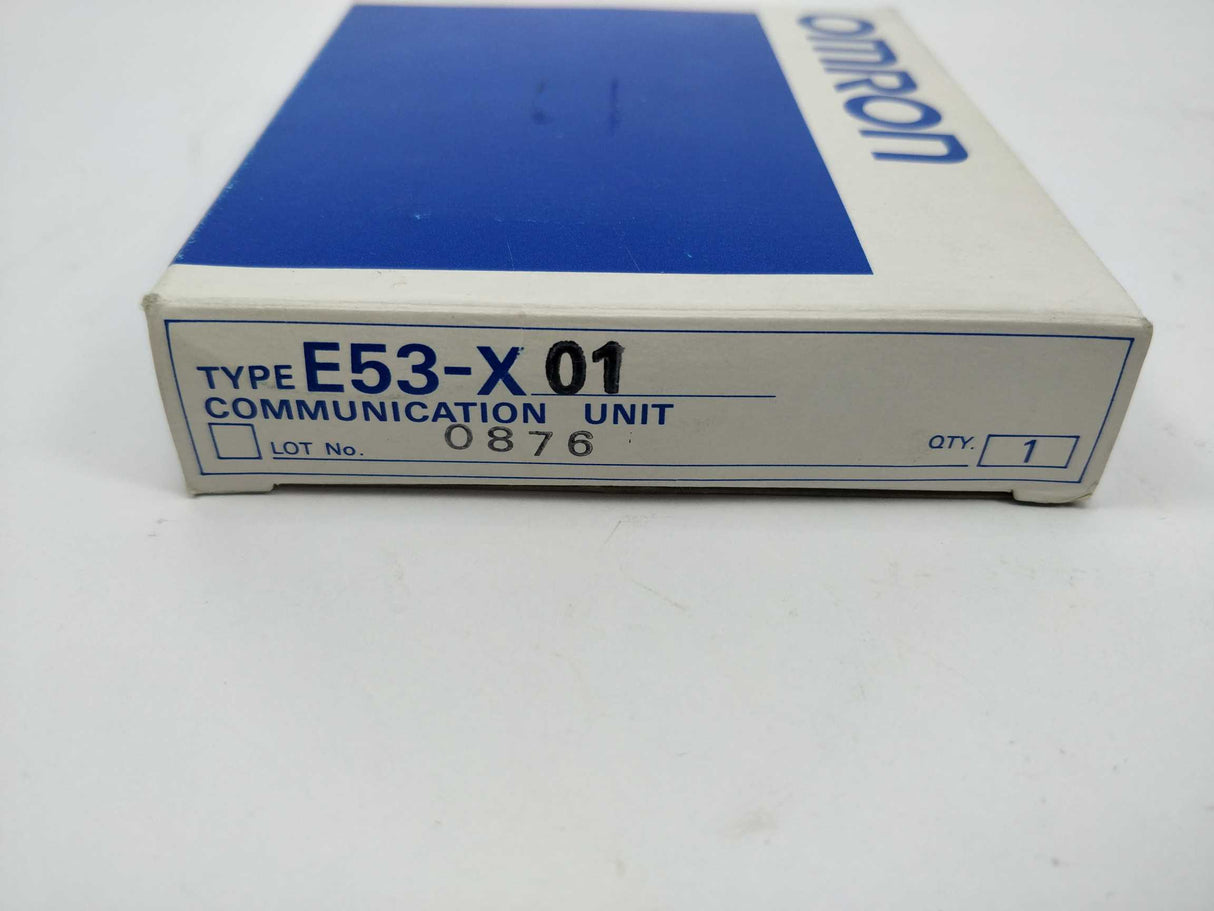 omron
TYPE E53-X 01
COMMUNICATION UNIT
LOT No. 0876 QTY. 1